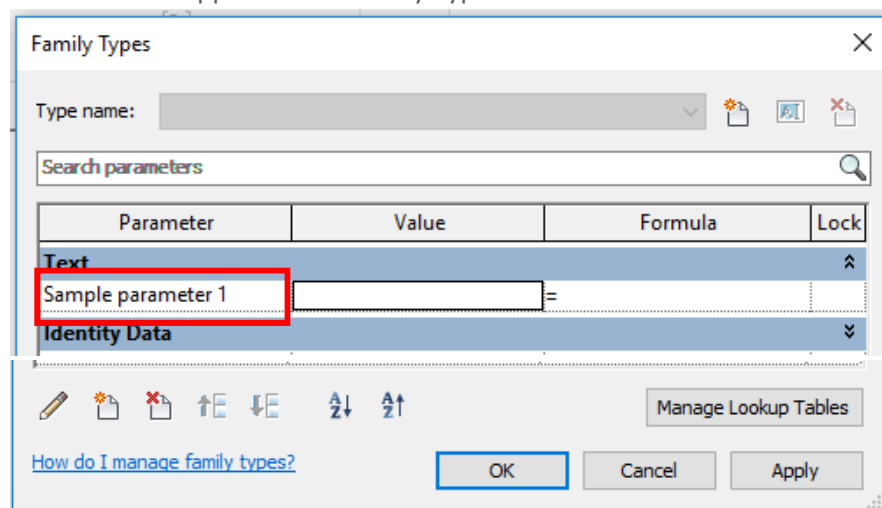 Family Types
Type name:
Search parameters
Parameter Value Formula Lock
Text
Sample parameter 1 =
Identity Data
Manage Lookup Tables
How do I manage family types? OK Cancel Apply